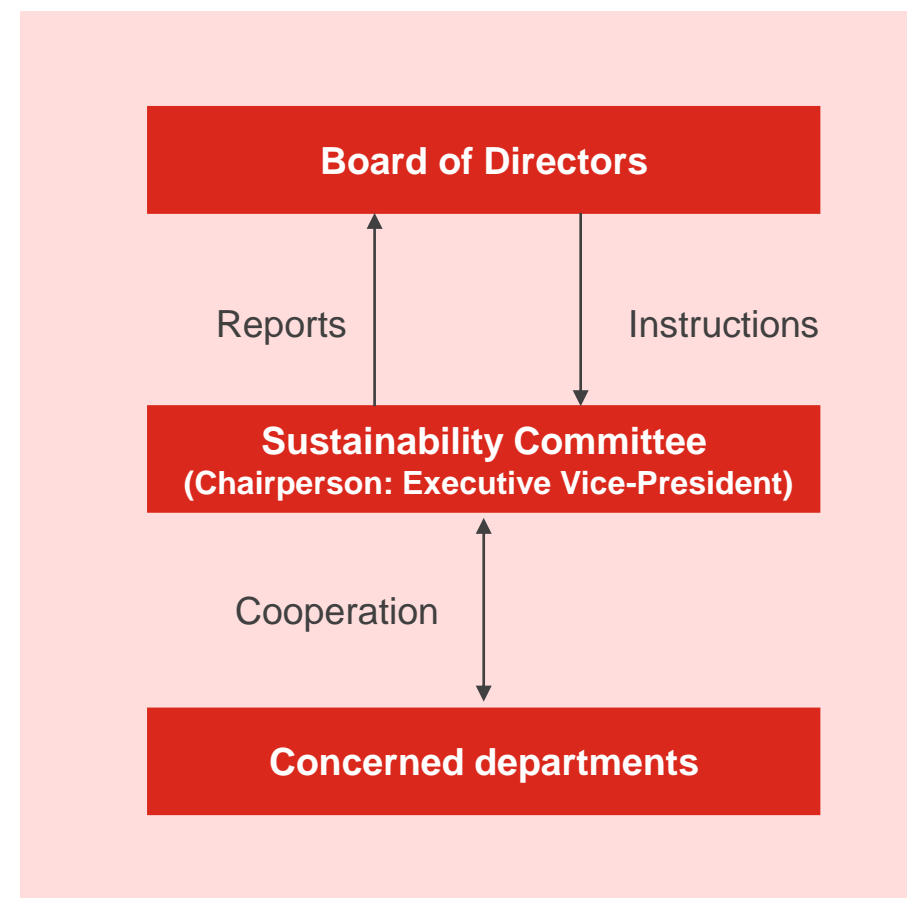 Board of Directors
Reports
Instructions
Sustainability Committee
(Chairperson: Executive Vice-President)
Cooperation
Concerned departments